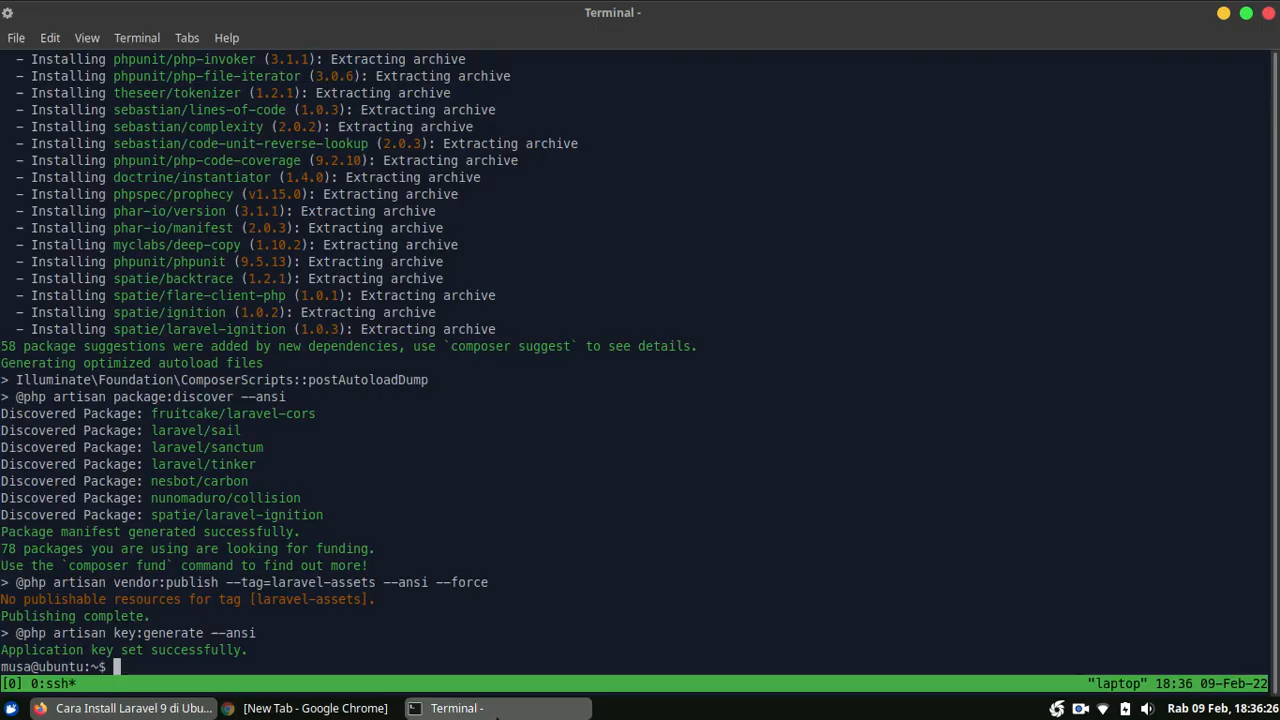 Terminal -
File Edit View Terminal Tabs Help
- Installing phpunit/php-invoker (3.1.1): Extracting archive
- Installing phpunit/php-file-iterator (3.0.6): Extracting archive
- Installing theseer/tokenizer (1.2.1): Extracting archive
- Installing sebastian/lines-of-code (1.0.3): Extracting archive
- Installing sebastian/complexity (2.0.2): Extracting archive
- Installing sebastian/code-unit-reverse-lookup (2.0.3): Extracting archive
- Installing phpunit/php-code-coverage (9.2.10): Extracting archive
- Installing doctrine/instantiator (1.4.0): Extracting archive
- Installing phpspec/prophecy (v1.15.0): Extracting archive
- Installing phar-io/version (3.1.1): Extracting archive
- Installing phar-io/manifest (2.0.3): Extracting archive
- Installing myclabs/deep-copy (1.10.2): Extracting archive
- Installing phpunit/phpunit (9.5.13): Extracting archive
- Installing spatie/backtrace (1.2.1): Extracting archive
- Installing spatie/flare-client-php (1.0.1): Extracting archive
- Installing spatie/ignition (1.0.2): Extracting archive
- Installing spatie/laravel-ignition (1.0.3): Extracting archive
58 package suggestions were added by new dependencies, use `composer suggest` to see details.
Generating optimized autoload files
> Illuminate\Foundation\ComposerScripts::postAutoloadDump
> @php artisan package:discover --ansi
Discovered Package: fruitcake/laravel-cors
Discovered Package: laravel/sail
Discovered Package: laravel/sanctum
Discovered Package: laravel/tinker
Discovered Package: nesbot/carbon
Discovered Package: nunomaduro/collision
Discovered Package: spatie/laravel-ignition
Package manifest generated successfully.
78 packages you are using are looking for funding.
Use the `composer fund` command to find out more!
> @php artisan vendor:publish --tag=laravel-assets --ansi --force
No publishable resources for tag [laravel-assets].
Publishing complete.
> @php artisan key:generate --ansi
Application key set successfully.
musa@ubuntu:~$
[0] 0:ssh* "laptop" 18:36 09-Feb-22
Cara Install Laravel 9 di Ubu... [New Tab - Google Chrome] Terminal - Rab 09 Feb, 18:36:26